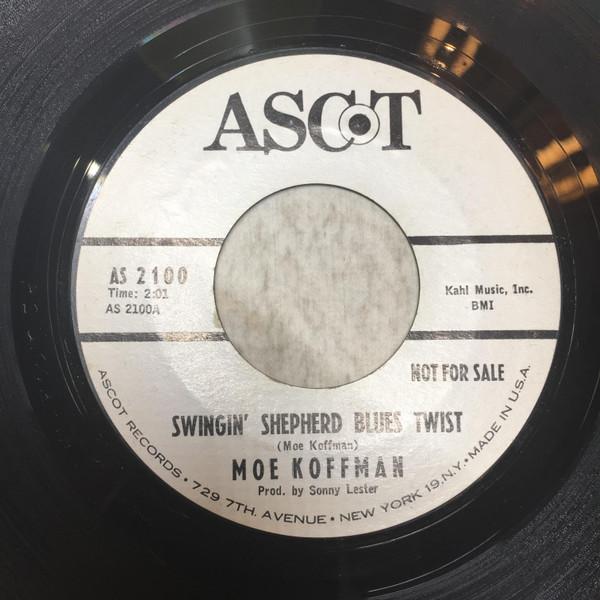 ASCOT
AS 2100
Time: 2:01
AS 2100A
Kahl Music, Inc.
BMI
NOT FOR SALE
SWINGIN' SHEPHERD BLUES TWIST
(Moe Koffman)
MOE KOFFMAN
Prod. by Sonny Lester
ASCOT RECORDS • 729 7TH. AVENUE • NEW YORK 19, N.Y. • MADE IN U.S.A.